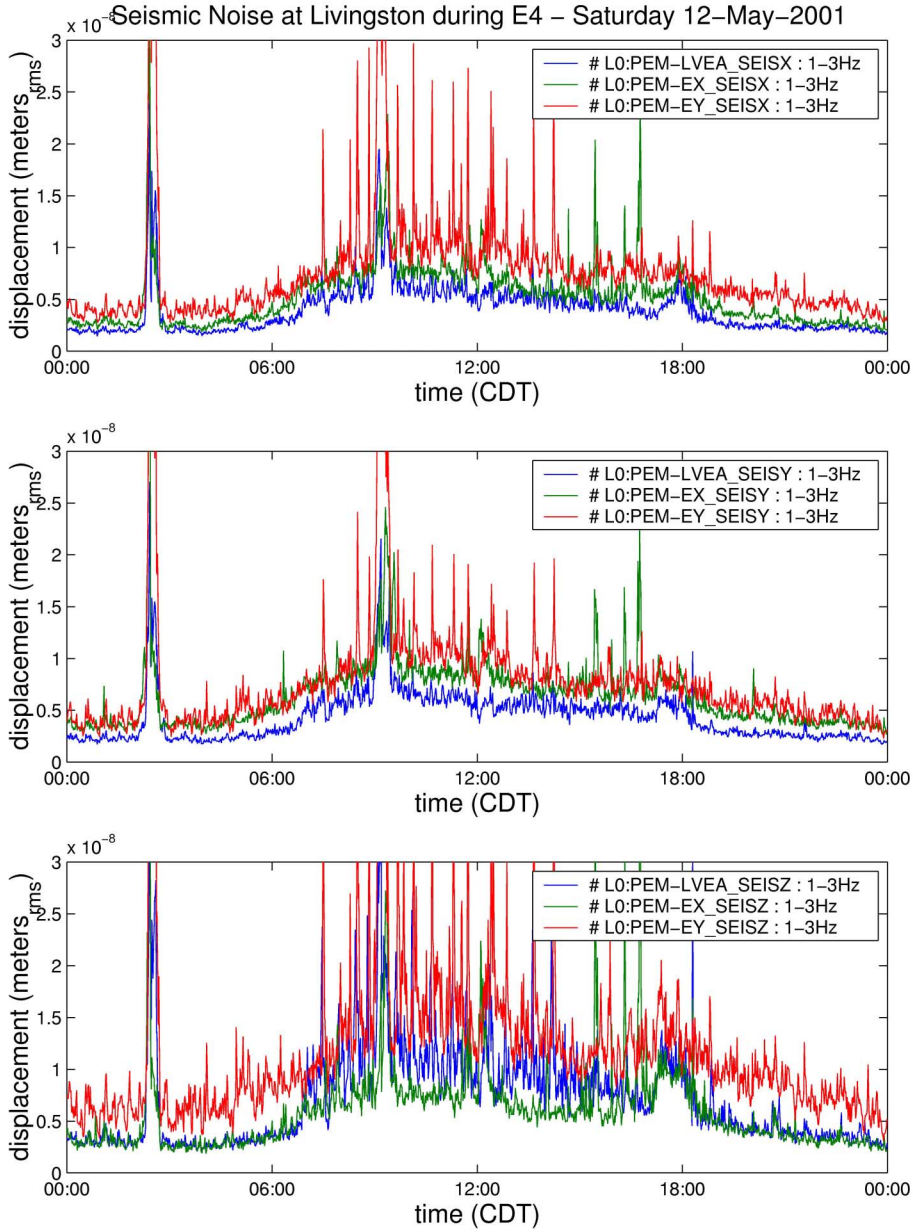 Seismic Noise at Livingston during E4 − Saturday 12−May−2001
x 10−8
3
2.5
2
1.5
1
0.5
0
displacement (metersrms)
# L0:PEM−LVEA_SEISX : 1−3Hz
# L0:PEM−EX_SEISX : 1−3Hz
# L0:PEM−EY_SEISX : 1−3Hz
00:00 06:00 12:00 18:00 00:00
time (CDT)
x 10−8
3
2.5
2
1.5
1
0.5
0
displacement (metersrms)
# L0:PEM−LVEA_SEISY : 1−3Hz
# L0:PEM−EX_SEISY : 1−3Hz
# L0:PEM−EY_SEISY : 1−3Hz
00:00 06:00 12:00 18:00 00:00
time (CDT)
x 10−8
3
2.5
2
1.5
1
0.5
0
displacement (metersrms)
# L0:PEM−LVEA_SEISZ : 1−3Hz
# L0:PEM−EX_SEISZ : 1−3Hz
# L0:PEM−EY_SEISZ : 1−3Hz
00:00 06:00 12:00 18:00 00:00
time (CDT)